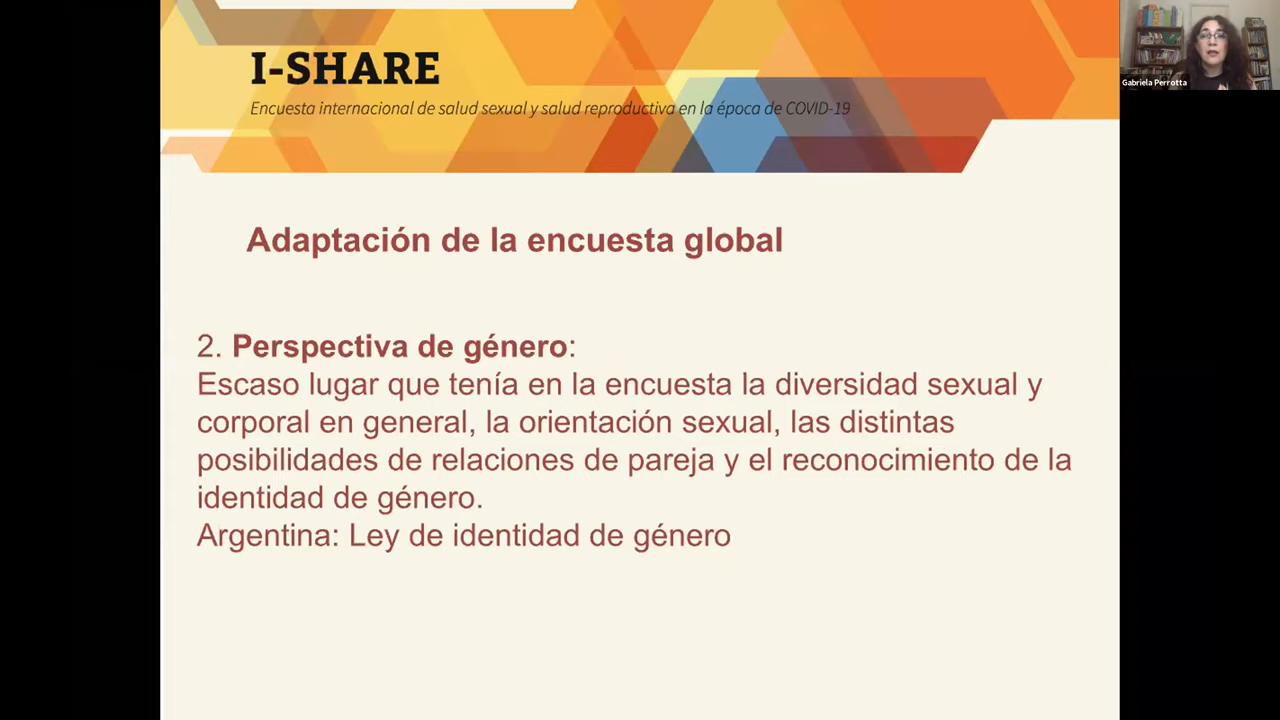 I-SHARE
Encuesta internacional de salud sexual y salud reproductiva en la época de COVID-19
Gabriela Perrotta
Adaptación de la encuesta global
2. Perspectiva de género:
Escaso lugar que tenía en la encuesta la diversidad sexual y
corporal en general, la orientación sexual, las distintas
posibilidades de relaciones de pareja y el reconocimiento de la
identidad de género.
Argentina: Ley de identidad de género